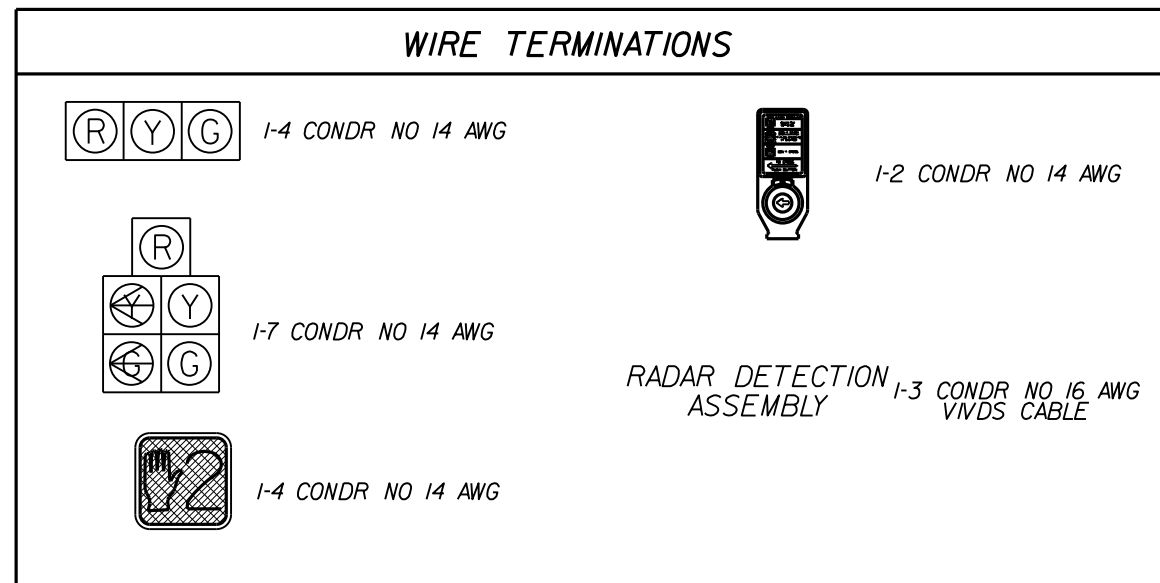 WIRE TERMINATIONS
R Y G
1-4 CONDR NO 14 AWG
R
Y Y
G G
1-7 CONDR NO 14 AWG
2
1-4 CONDR NO 14 AWG
1-2 CONDR NO 14 AWG
RADAR DETECTION
ASSEMBLY
1-3 CONDR NO 16 AWG
VIVDS CABLE